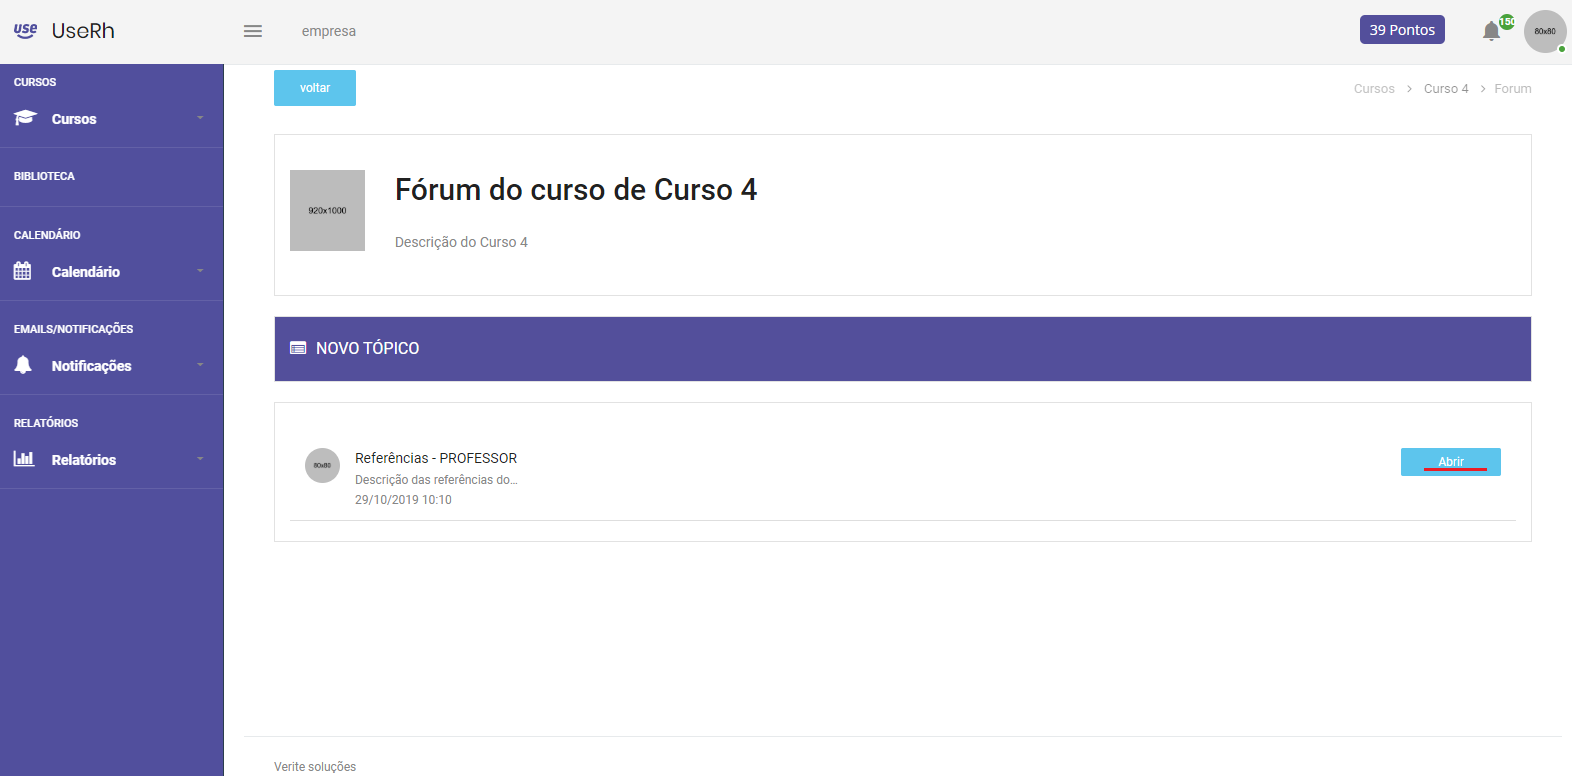 use UseRh
empresa
39 Pontos
150
80x80
CURSOS
Cursos
BIBLIOTECA
CALENDÁRIO
Calendário
EMAILS/NOTIFICAÇÕES
Notificações
RELATÓRIOS
Relatórios
voltar
Cursos > Curso 4 > Forum
920x1000
Fórum do curso de Curso 4
Descrição do Curso 4
NOVO TÓPICO
80x80
Referências - PROFESSOR
Descrição das referências do...
29/10/2019 10:10
Abrir
Verite soluções